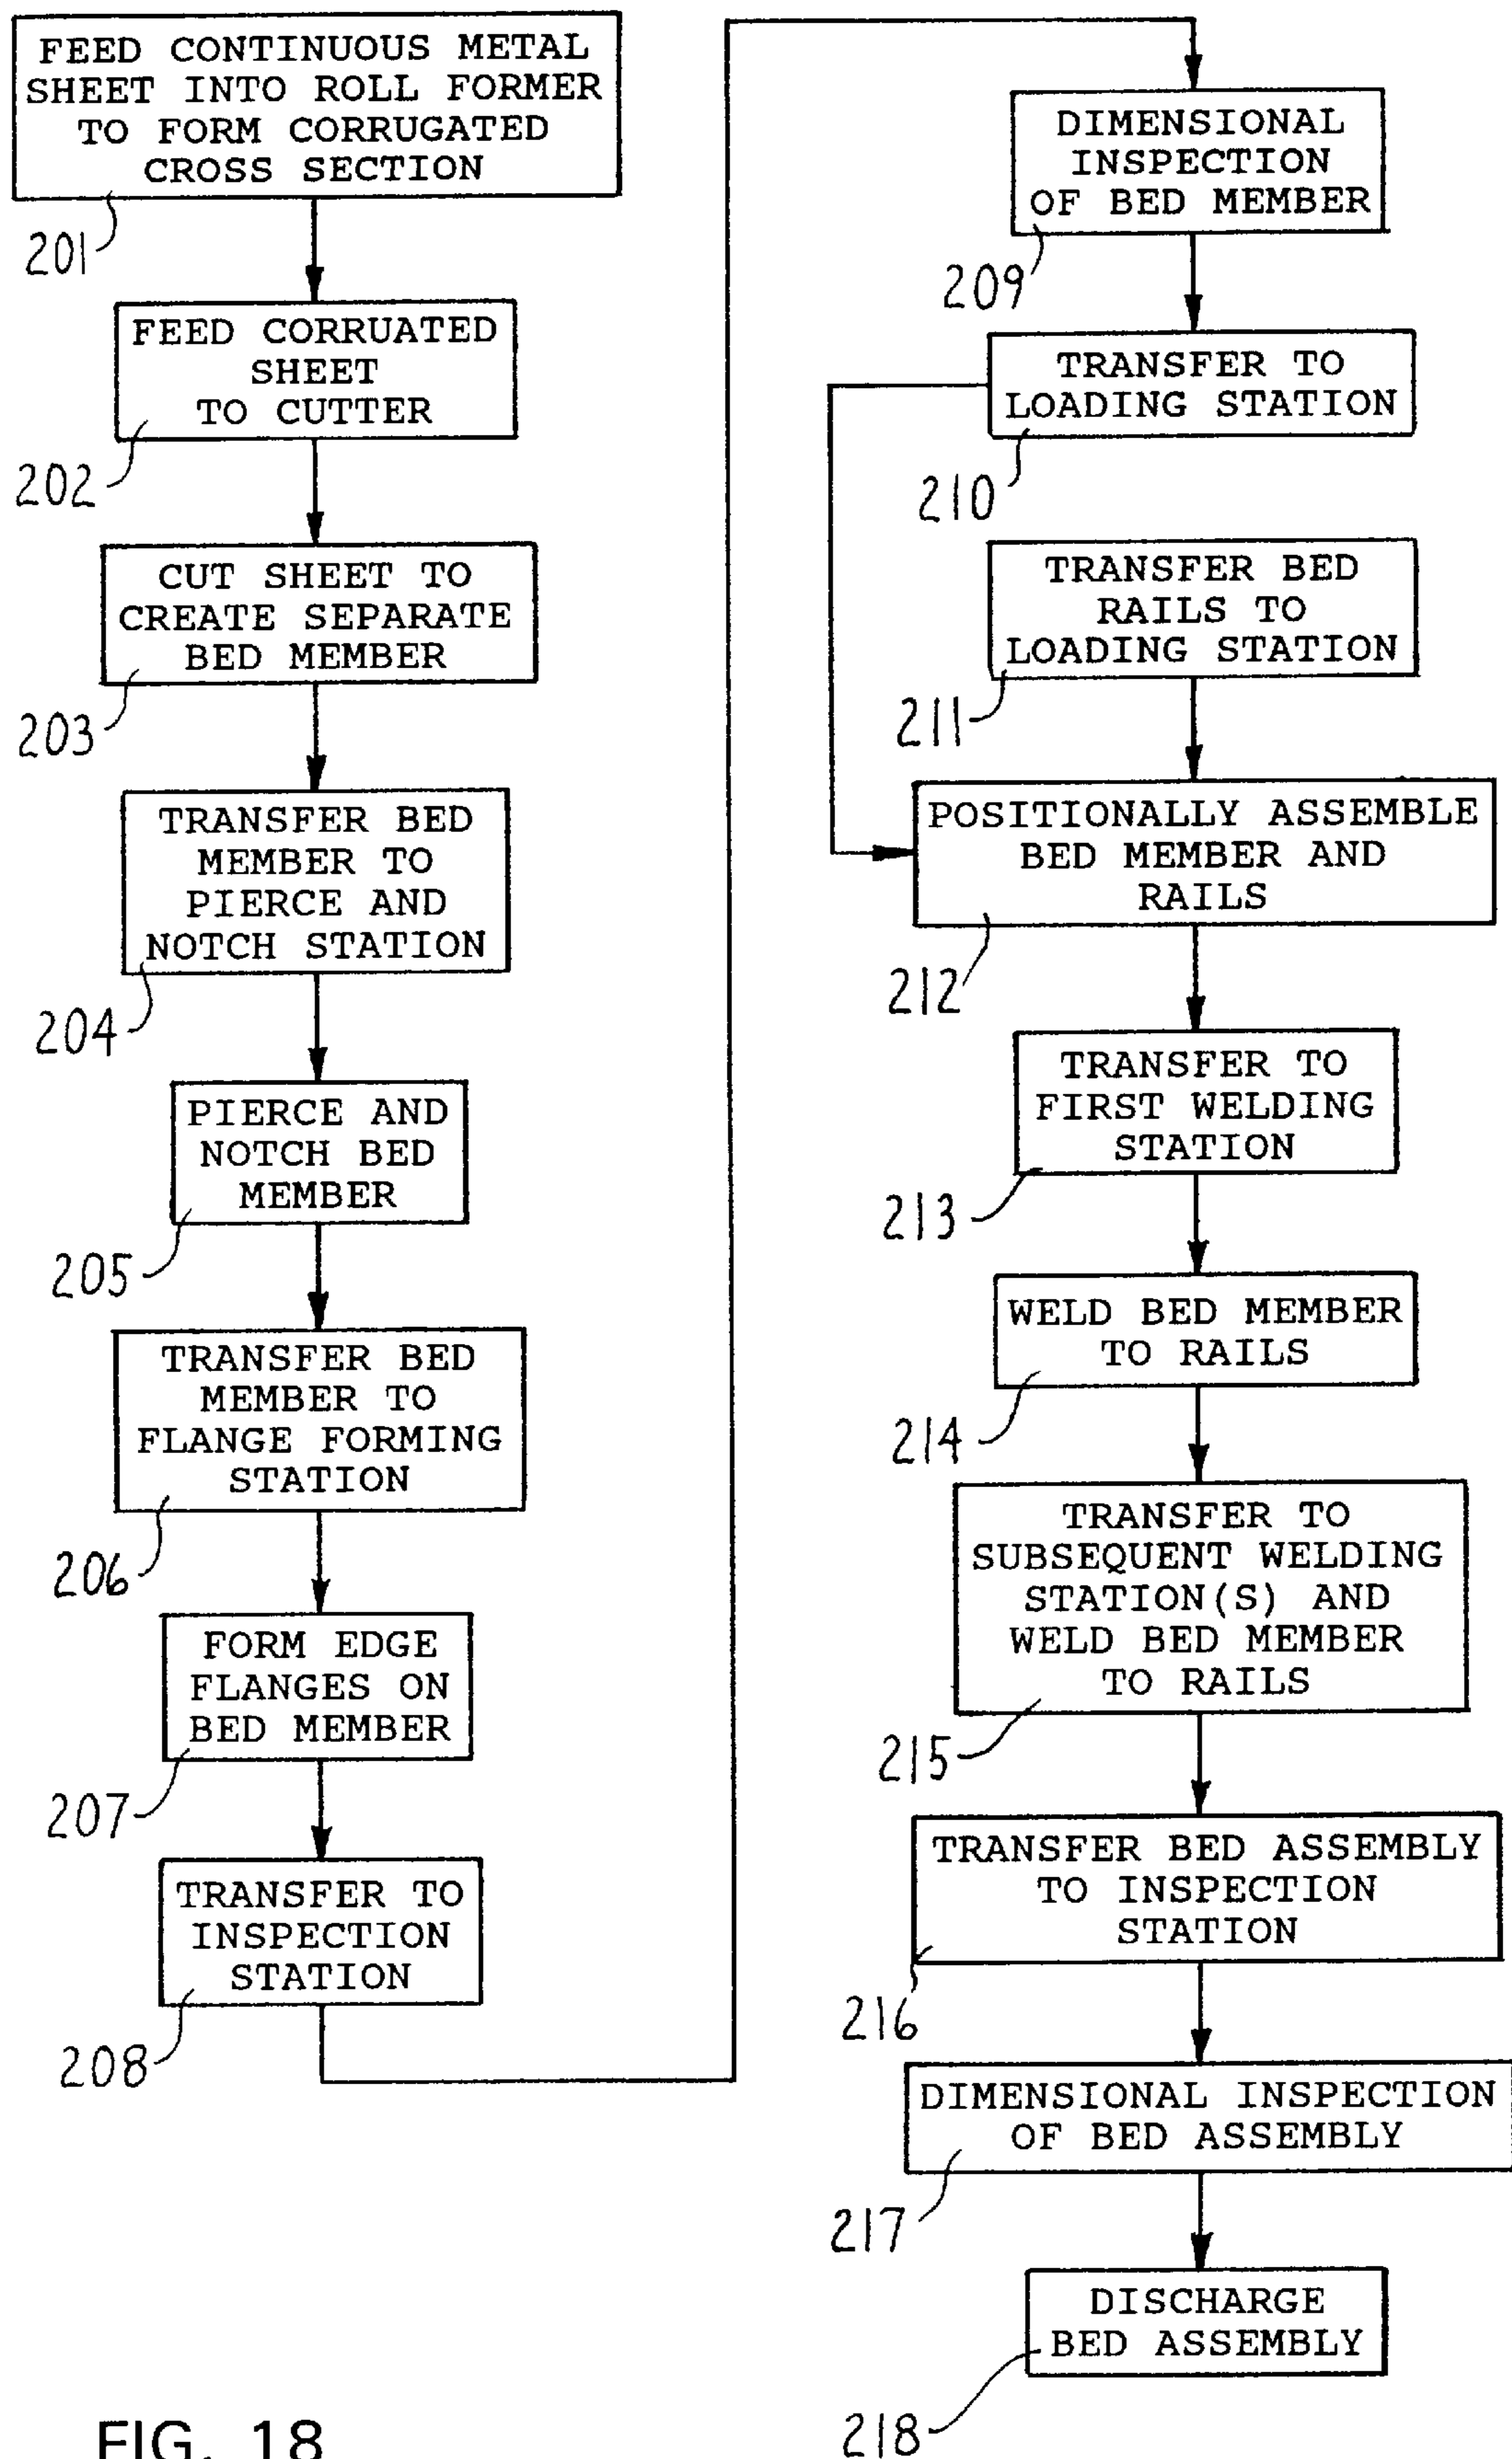 FEED CONTINUOUS METAL
SHEET INTO ROLL FORMER
TO FORM CORRUGATED
CROSS SECTION
201
FEED CORRUATED
SHEET
TO CUTTER
202
CUT SHEET TO
CREATE SEPARATE
BED MEMBER
203
TRANSFER BED
MEMBER TO
PIERCE AND
NOTCH STATION
204
PIERCE AND
NOTCH BED
MEMBER
205
TRANSFER BED
MEMBER TO
FLANGE FORMING
STATION
206
FORM EDGE
FLANGES ON
BED MEMBER
207
TRANSFER TO
INSPECTION
STATION
208
DIMENSIONAL
INSPECTION
OF BED MEMBER
209
TRANSFER TO
LOADING STATION
210
TRANSFER BED
RAILS TO
LOADING STATION
211
POSITIONALLY ASSEMBLE
BED MEMBER AND
RAILS
212
TRANSFER TO
FIRST WELDING
STATION
213
WELD BED MEMBER
TO RAILS
214
TRANSFER TO
SUBSEQUENT WELDING
STATION(S) AND
WELD BED MEMBER
TO RAILS
215
TRANSFER BED ASSEMBLY
TO INSPECTION
STATION
216
DIMENSIONAL INSPECTION
OF BED ASSEMBLY
217
DISCHARGE
BED ASSEMBLY
218
FIG. 18